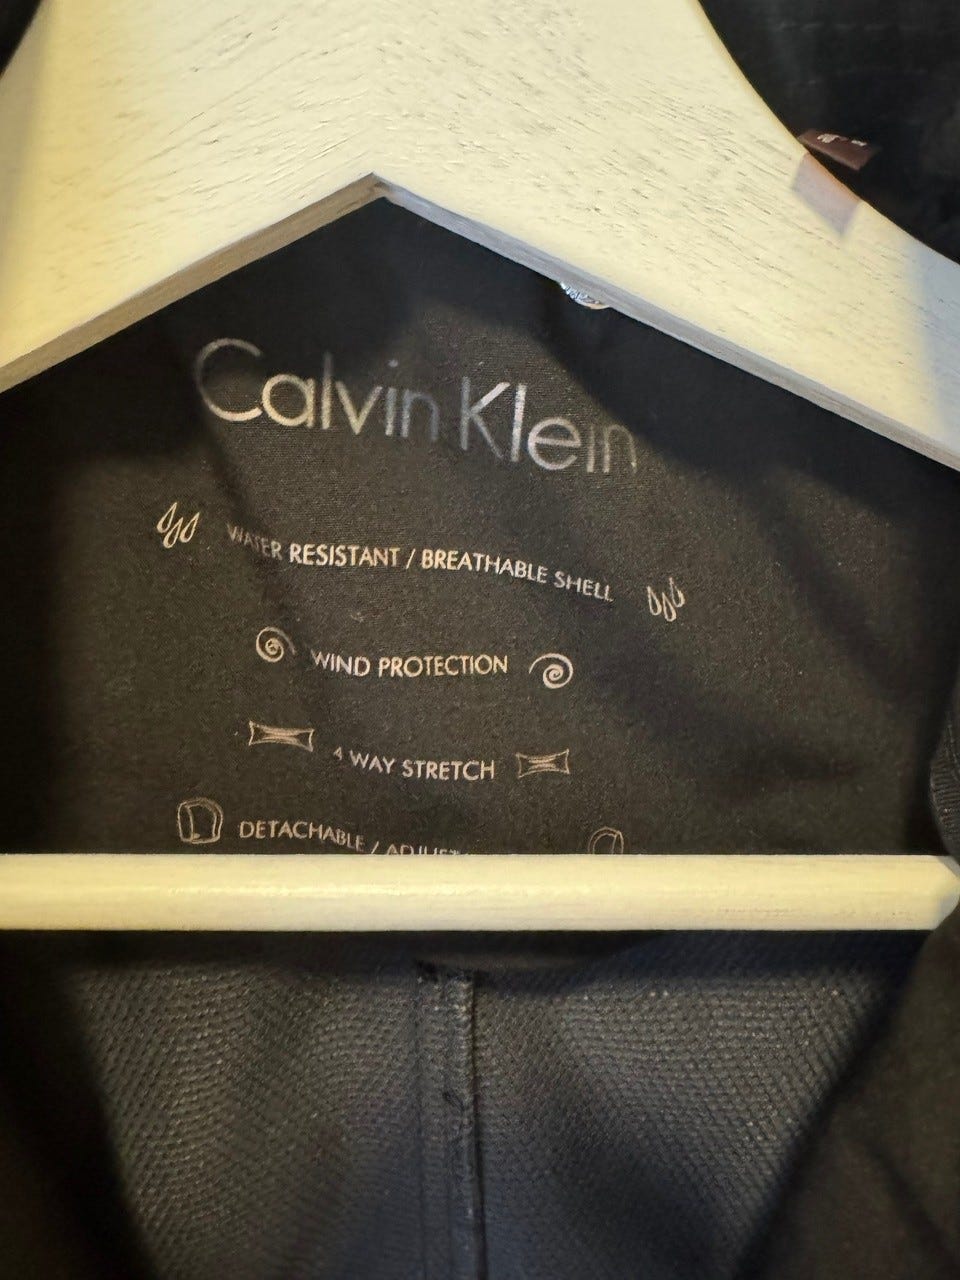 Calvin Klein
WATER RESISTANT / BREATHABLE SHELL
WIND PROTECTION
4 WAY STRETCH
DETACHABLE /